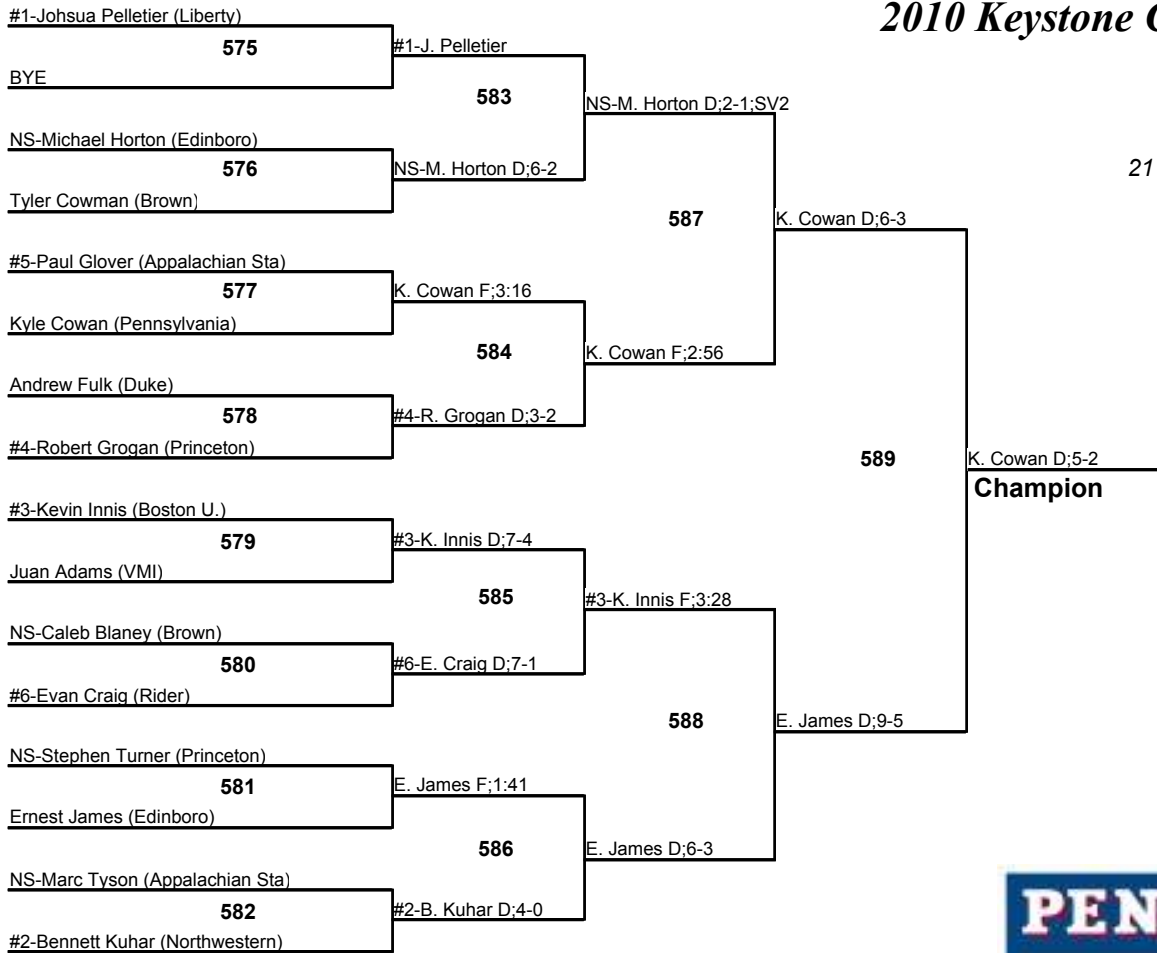 2010 Keystone C
#1-Johsua Pelletier (Liberty)
575
BYE
#1-J. Pelletier
583
NS-M. Horton D;2-1;SV2
NS-Michael Horton (Edinboro)
576
Tyler Cowman (Brown)
NS-M. Horton D;6-2
21
587
K. Cowan D;6-3
#5-Paul Glover (Appalachian Sta)
577
Kyle Cowan (Pennsylvania)
K. Cowan F;3:16
584
K. Cowan F;2:56
Andrew Fulk (Duke)
578
#4-Robert Grogan (Princeton)
#4-R. Grogan D;3-2
589
K. Cowan D;5-2
Champion
#3-Kevin Innis (Boston U.)
579
Juan Adams (VMI)
#3-K. Innis D;7-4
585
#3-K. Innis F;3:28
NS-Caleb Blaney (Brown)
580
#6-Evan Craig (Rider)
#6-E. Craig D;7-1
588
E. James D;9-5
NS-Stephen Turner (Princeton)
581
Ernest James (Edinboro)
E. James F;1:41
586
E. James D;6-3
NS-Marc Tyson (Appalachian Sta)
582
#2-Bennett Kuhar (Northwestern)
#2-B. Kuhar D;4-0
PEN